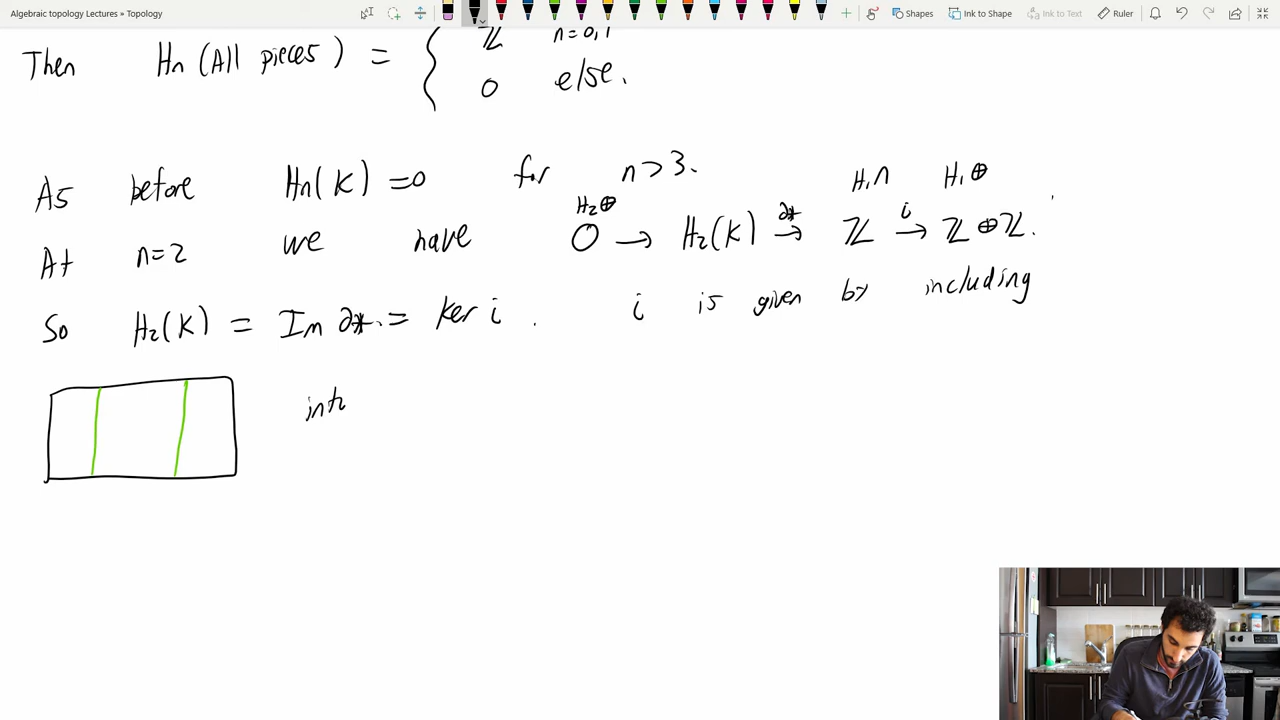 Algebraic topology Lectures » Topology
Shapes Ink to Shape Ink to Text Ruler
Then Hn (All pieces) = { ℤ n=0,1
0 else.
As before Hn(K) =0 for n>3.
H₂⊕ H₁∩ H₁⊕
At n=2 we have 0 → H₂(K) ∂* → ℤ i → ℤ⊕ℤ.
So H₂(K) = Im ∂* = ker i . i is given by including
into